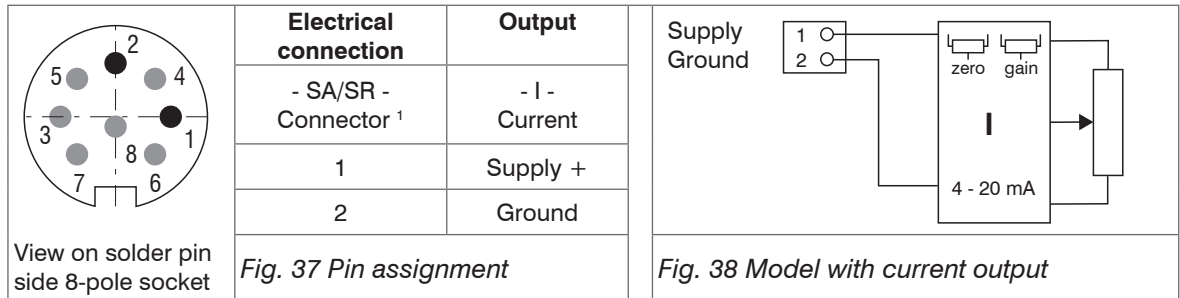 2
5
4
3
1
8
7
6
View on solder pin
side 8-pole socket
Electrical
connection
Output
- SA/SR -
Connector 1
- I -
Current
1
Supply +
2
Ground
Fig. 37 Pin assignment
Supply
Ground
1
2
zero gain
I
4 - 20 mA
Fig. 38 Model with current output